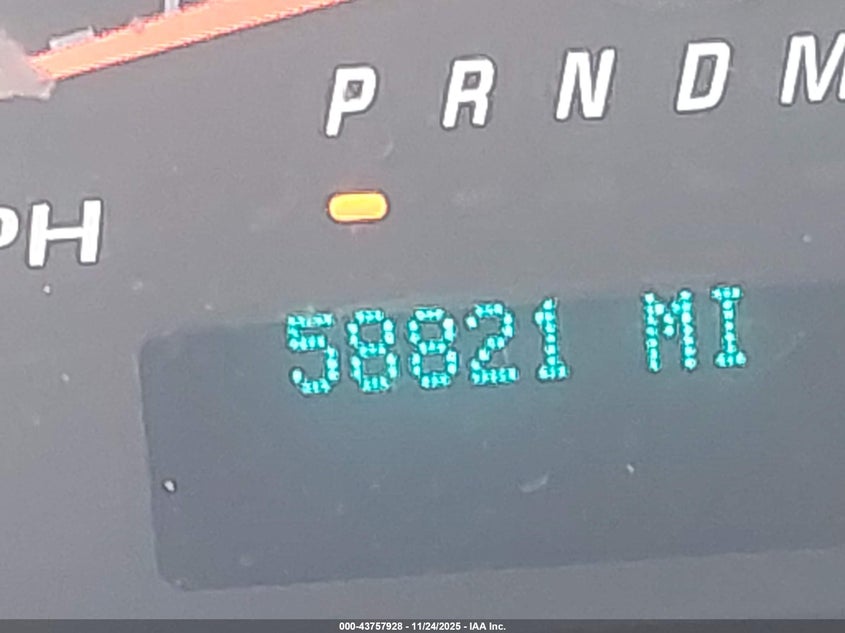 P R N D M
PH
58821 MI
000-43757928 - 11/24/2025 - IAA Inc.